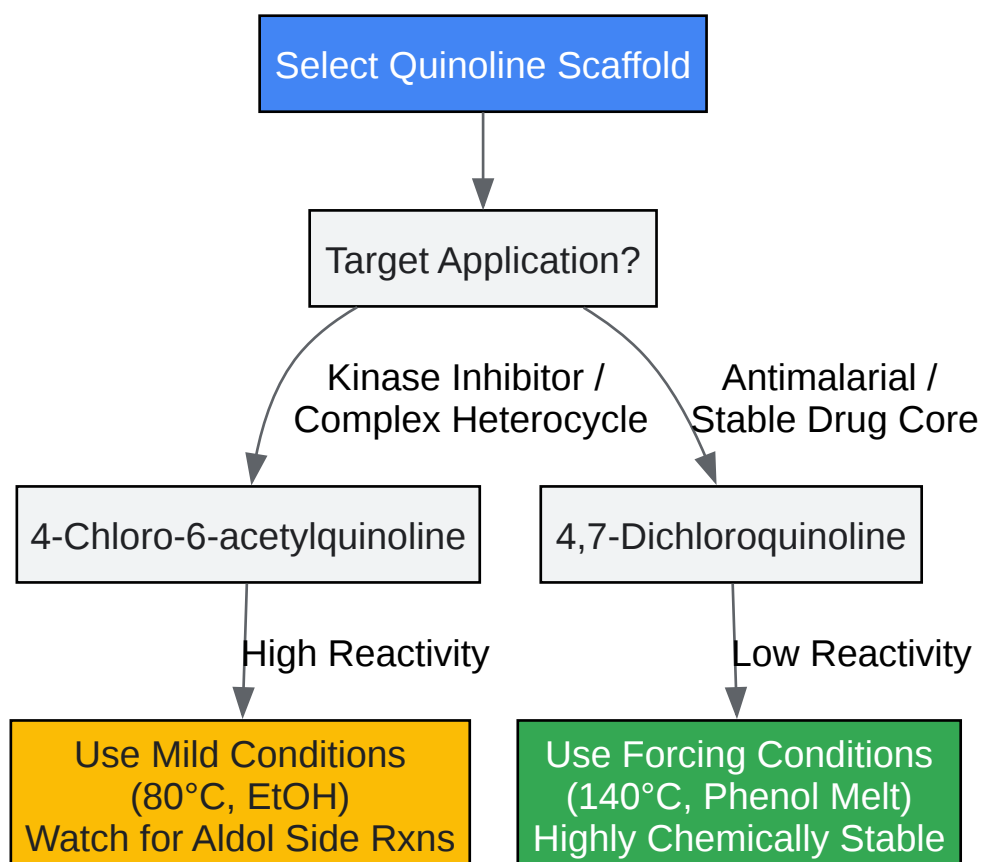 Select Quinoline Scaffold
Target Application?
Kinase Inhibitor /
Complex Heterocycle
Antimalarial /
Stable Drug Core
4-Chloro-6-acetylquinoline
4,7-Dichloroquinoline
High Reactivity
Low Reactivity
Use Mild Conditions
(80°C, EtOH)
Watch for Aldol Side Rxns
Use Forcing Conditions
(140°C, Phenol Melt)
Highly Chemically Stable